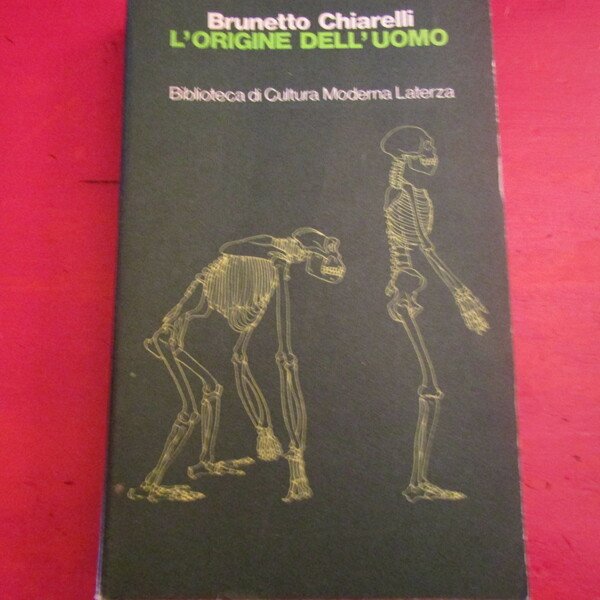 Brunetto Chiarelli
L'ORIGINE DELL'UOMO
Biblioteca di Cultura Moderna Laterza